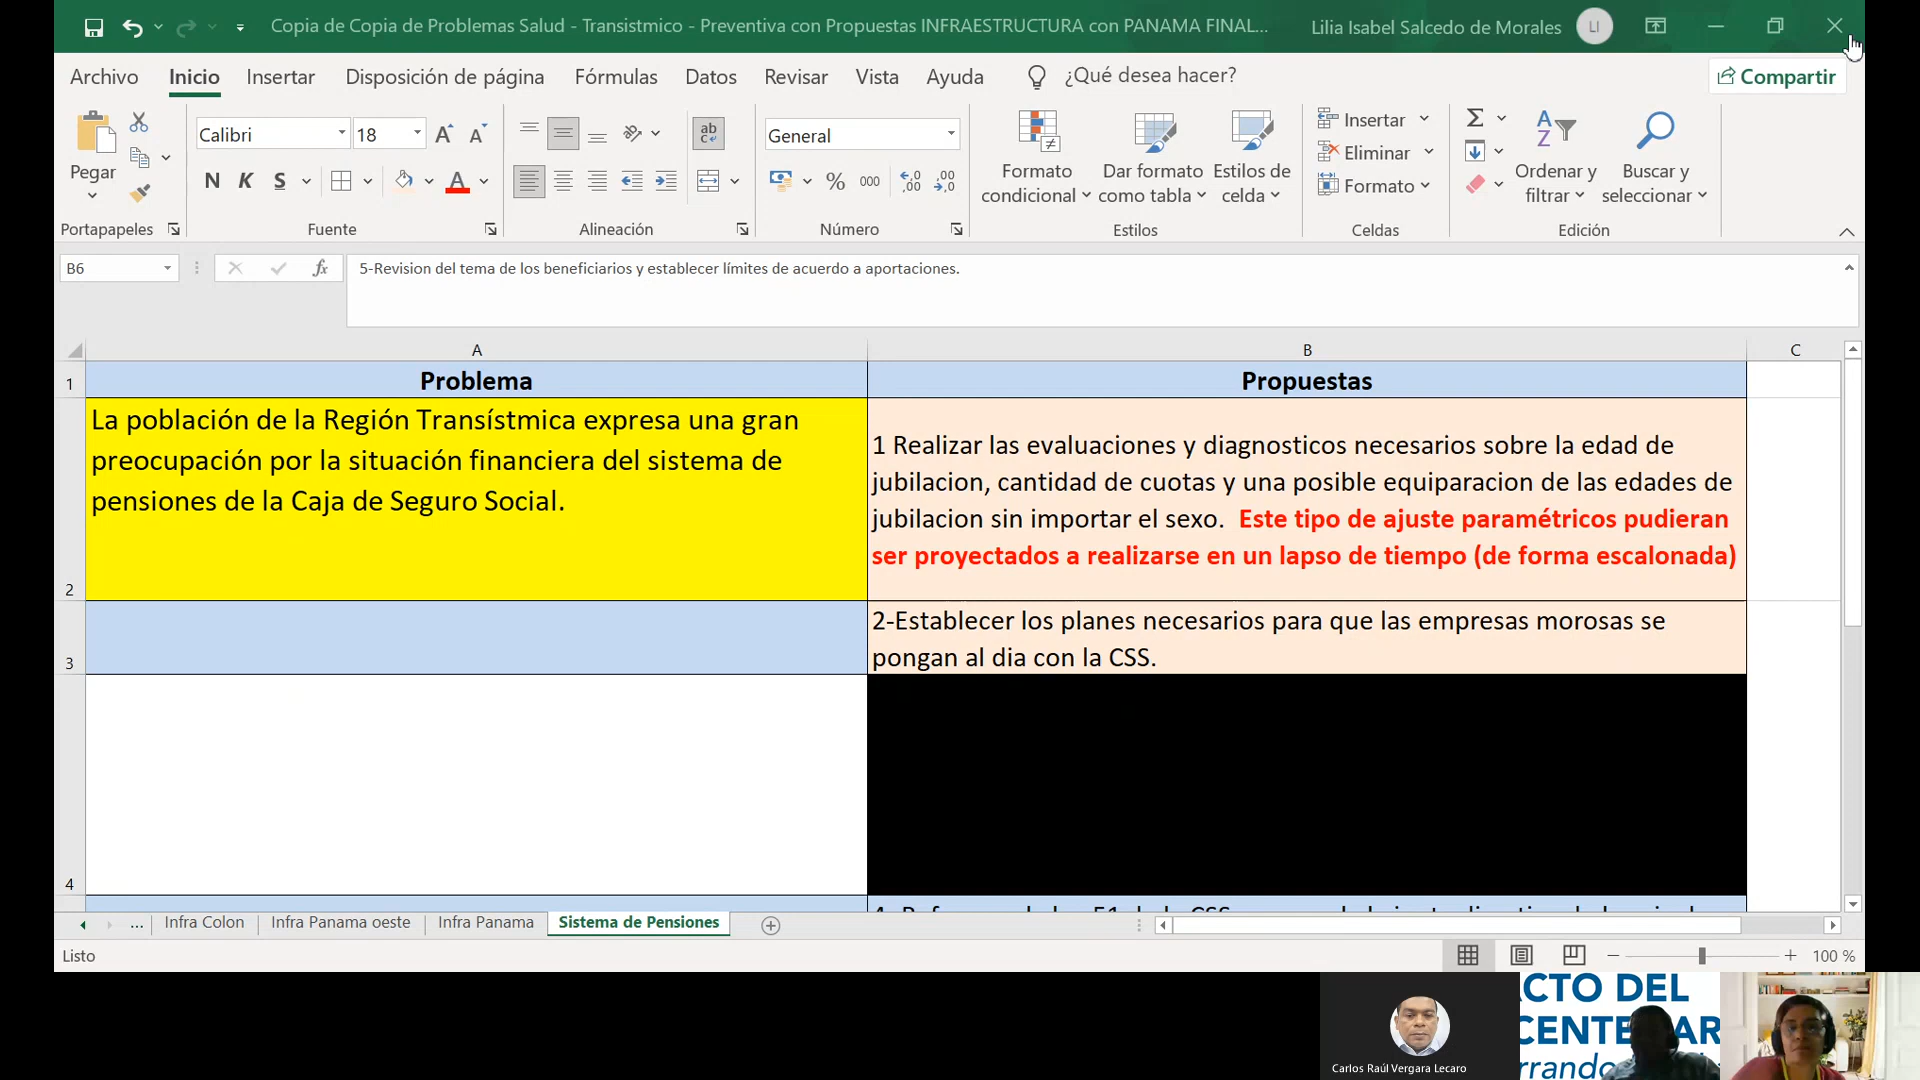 Copia de Copia de Problemas Salud - Transistmico - Preventiva con Propuestas INFRAESTRUCTURA con PANAMA FINAL...
Lilia Isabel Salcedo de Morales
LI
Archivo
Inicio
Insertar
Disposición de página
Fórmulas
Datos
Revisar
Vista
Ayuda
¿Qué desea hacer?
Compartir
Pegar
Calibri
18
General
N K S
% 000
Formato condicional
Dar formato como tabla
Estilos de celda
Insertar
Eliminar
Formato
Ordenar y filtrar
Buscar y seleccionar
Portapapeles
Fuente
Alineación
Número
Estilos
Celdas
Edición
B6
fx
5-Revision del tema de los beneficiarios y establecer límites de acuerdo a aportaciones.
A
B
C
1
Problema
Propuestas
La población de la Región Transístmica expresa una gran
preocupación por la situación financiera del sistema de
pensiones de la Caja de Seguro Social.
2
1 Realizar las evaluaciones y diagnosticos necesarios sobre la edad de
jubilacion, cantidad de cuotas y una posible equiparacion de las edades de
jubilacion sin importar el sexo. Este tipo de ajuste paramétricos pudieran
ser proyectados a realizarse en un lapso de tiempo (de forma escalonada)
3
2-Establecer los planes necesarios para que las empresas morosas se
pongan al dia con la CSS.
4
...
Infra Colon
Infra Panama oeste
Infra Panama
Sistema de Pensiones
Listo
100 %
Carlos Raúl Vergara Lecaro
ACTO DEL
CENTENAR
rrando